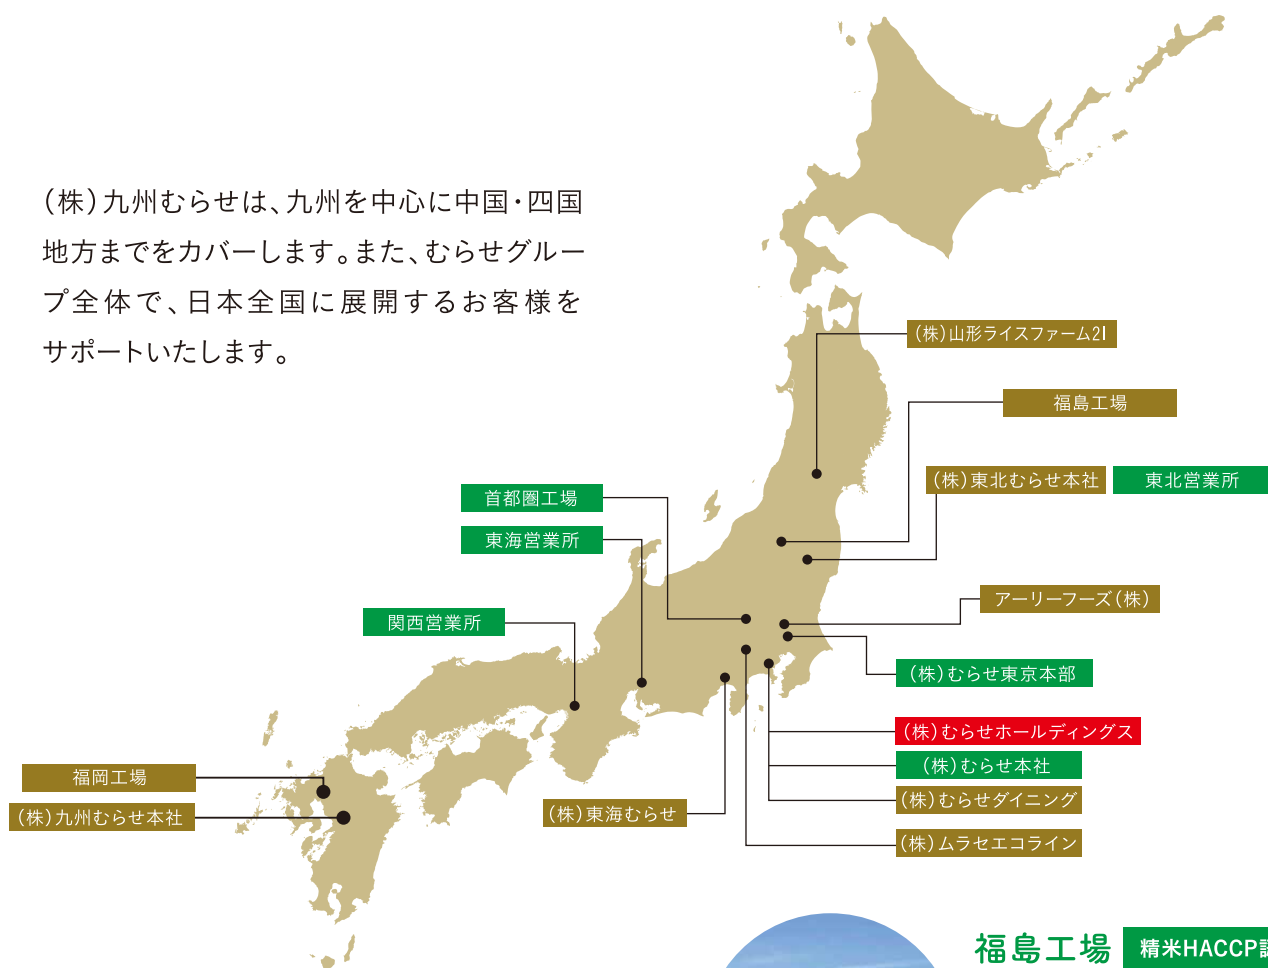 （株）九州むらせは、九州を中心に中国・四国
地方までをカバーします。また、むらせグルー
プ全体で、日本全国に展開するお客様を
サポートいたします。
（株）山形ライスファーム21
福島工場
（株）東北むらせ本社 東北営業所
首都圏工場
東海営業所
アーリーフーズ（株）
関西営業所
（株）むらせ東京本部
（株）むらせホールディングス
（株）むらせ本社
福岡工場
（株）むらせダイニング
（株）九州むらせ本社
（株）東海むらせ
（株）ムラセエコライン
福島工場 精米HACCP